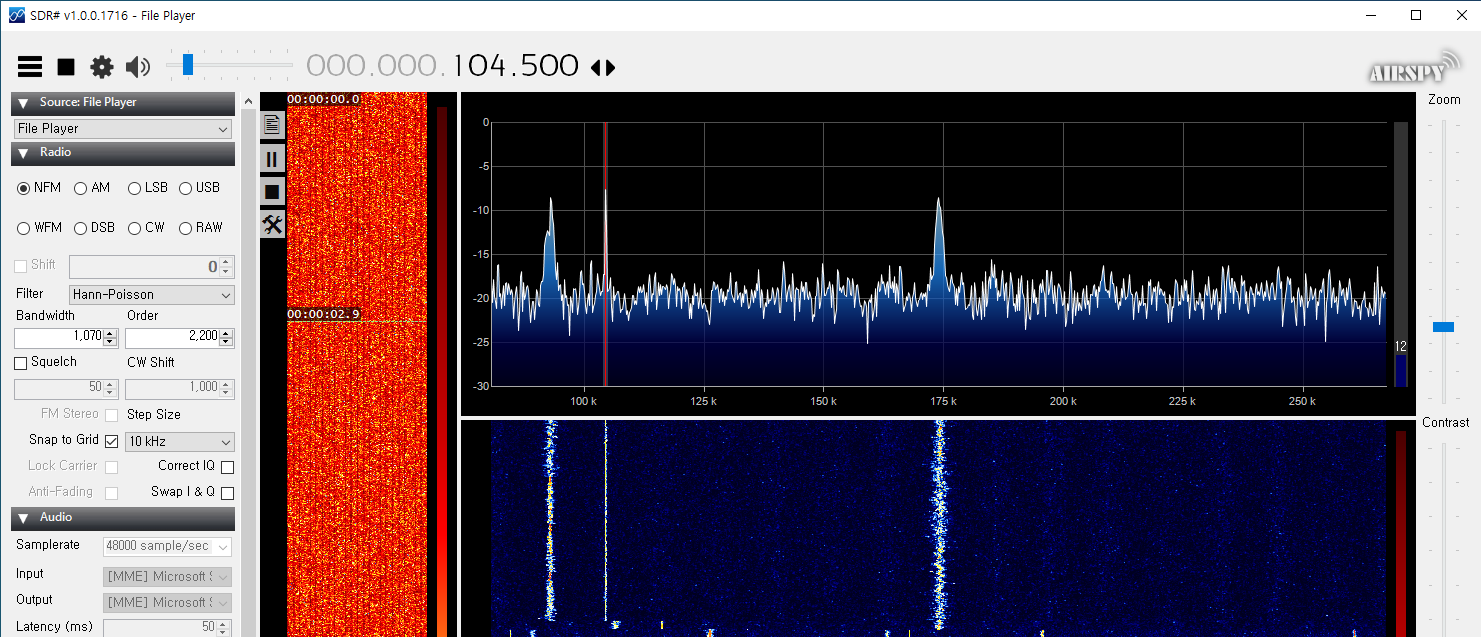 SDR# v1.0.0.1716 - File Player
000.000.104.500
AIRSPY
Source: File Player
File Player
Radio
NFM AM LSB USB
WFM DSB CW RAW
Shift 0
Filter Hann-Poisson
Bandwidth Order
1,070 2,200
Squelch CW Shift
50 1,000
FM Stereo Step Size
Snap to Grid 10 kHz
Lock Carrier Correct IQ
Anti-Fading Swap I & Q
Audio
Samplerate 48000 sample/sec
Input [MME] Microsoft S
Output [MME] Microsoft S
Latency (ms) 50
00:00:00.0
00:00:02.9
0
-5
-10
-15
-20
-25
-30
100 k 125 k 150 k 175 k 200 k 225 k 250 k
12
Zoom
Contrast